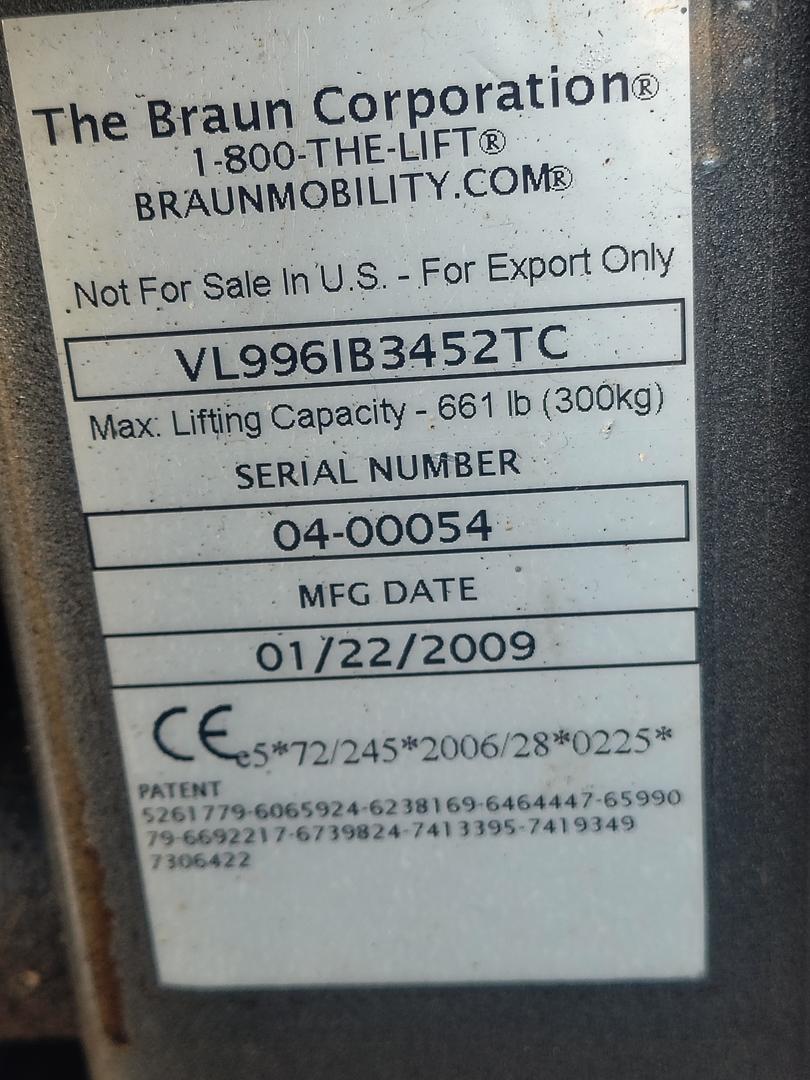 The Braun Corporation®
1-800-THE-LIFT®
BRAUNMOBILITY.COM®
Not For Sale In U.S. - For Export Only
VL996IB3452TC
Max: Lifting Capacity - 661 lb (300kg)
SERIAL NUMBER
04-00054
MFG DATE
01/22/2009
CE e5*72/245*2006/28*0225*
PATENT
5261779-6065924-6238169-6464447-65990
79-6692217-6739824-7413395-7419349
7306422